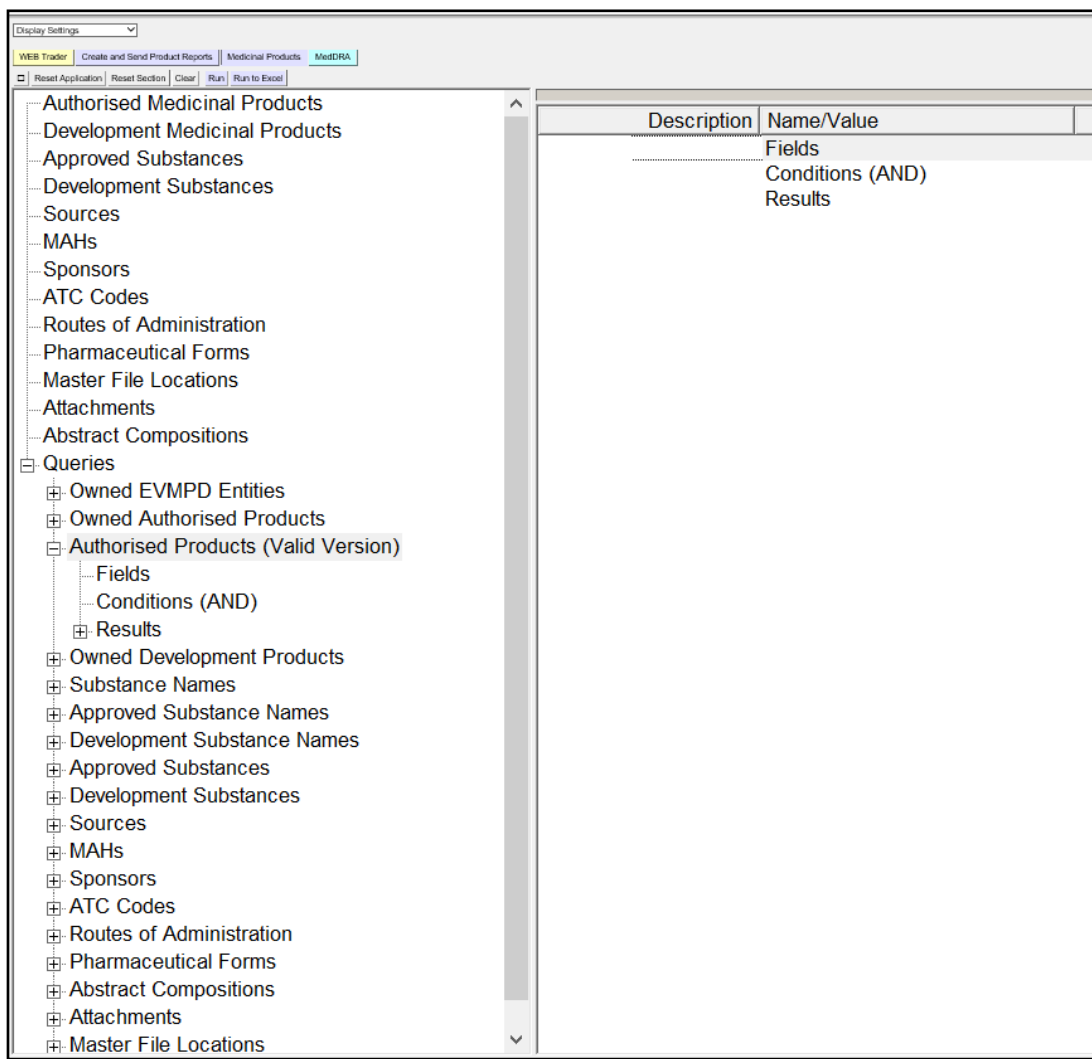 Display Settings
WEB Trader Create and Send Product Reports Medicinal Products MedDRA
Reset Application Reset Section Clear Run Run to Excel
Authorised Medicinal Products
Development Medicinal Products
Approved Substances
Development Substances
Sources
MAHs
Sponsors
ATC Codes
Routes of Administration
Pharmaceutical Forms
Master File Locations
Attachments
Abstract Compositions
Queries
Owned EVMPD Entities
Owned Authorised Products
Authorised Products (Valid Version)
Fields
Conditions (AND)
Results
Owned Development Products
Substance Names
Approved Substance Names
Development Substance Names
Approved Substances
Development Substances
Sources
MAHs
Sponsors
ATC Codes
Routes of Administration
Pharmaceutical Forms
Abstract Compositions
Attachments
Master File Locations
Description Name/Value
Fields
Conditions (AND)
Results